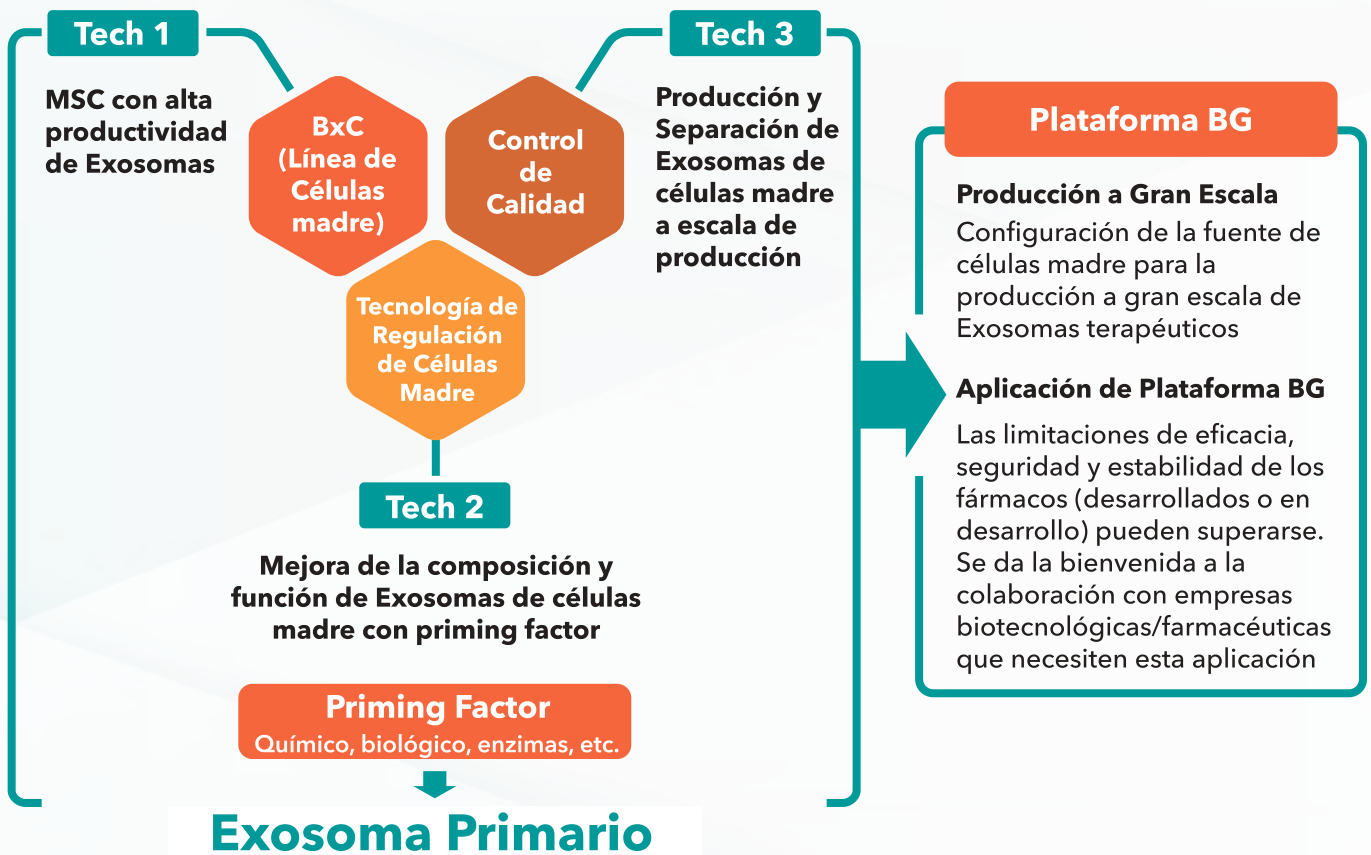 Tech 1
MSC con alta
productividad
de Exosomas
BxC
(Línea de
Células
madre)
Control
de
Calidad
Tech 3
Producción y
Separación de
Exosomas de
células madre
a escala de
producción
Tecnología de
Regulación
de Células
Madre
Tech 2
Mejora de la composición y
función de Exosomas de células
madre con priming factor
Priming Factor
Químico, biológico, enzimas, etc.
Exosoma Primario
Plataforma BG
Producción a Gran Escala
Configuración de la fuente de
células madre para la
producción a gran escala de
Exosomas terapéuticos
Aplicación de Plataforma BG
Las limitaciones de eficacia,
seguridad y estabilidad de los
fármacos (desarrollados o en
desarrollo) pueden superarse.
Se da la bienvenida a la
colaboración con empresas
biotecnológicas/farmacéuticas
que necesiten esta aplicación